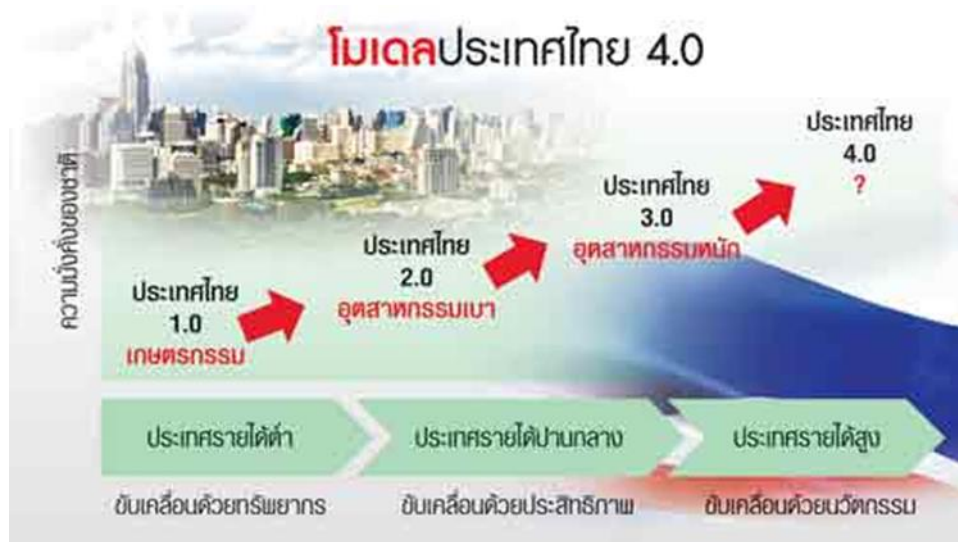 โมเดลประเทศไทย 4.0
ความมั่งคั่งของชาติ
ประเทศไทย
1.0
เกษตรกรรม
ประเทศไทย
2.0
อุตสาหกรรมเบา
ประเทศไทย
3.0
อุตสาหกรรมหนัก
ประเทศไทย
4.0
?
ประเทศรายได้ต่ำ
ประเทศรายได้ปานกลาง
ประเทศรายได้สูง
ขับเคลื่อนด้วยทรัพยากร
ขับเคลื่อนด้วยประสิทธิภาพ
ขับเคลื่อนด้วยนวัตกรรม